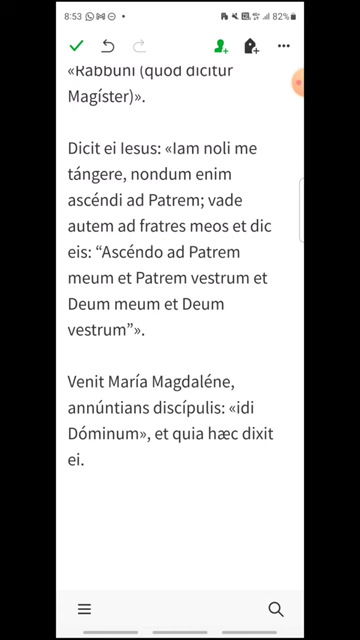 8:53 82%
«Rabbuni (quod dicitur
Magíster)».
Dicit ei Iesus: «Iam noli me
tángere, nondum enim
ascéndi ad Patrem; vade
autem ad fratres meos et dic
eis: “Ascéndo ad Patrem
meum et Patrem vestrum et
Deum meum et Deum
vestrum”».
Venit María Magdaléne,
annúntians discípulis: «idi
Dóminum», et quia hæc dixit
ei.